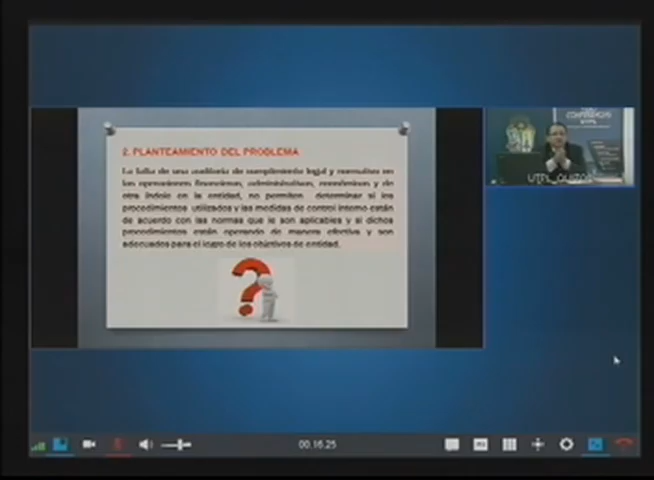 2. PLANTEAMIENTO DEL PROBLEMA
La falta de una auditoría de cumplimiento legal y normativo en
las operaciones financieras, administrativas, económicas y de
otra índole en la entidad, no permiten determinar si los
procedimientos utilizados y las medidas de control interno están
de acuerdo con las normas que le son aplicables y si dichos
procedimientos están operando de manera efectiva y son
adecuados para el logro de los objetivos de entidad.
?
00.16.25